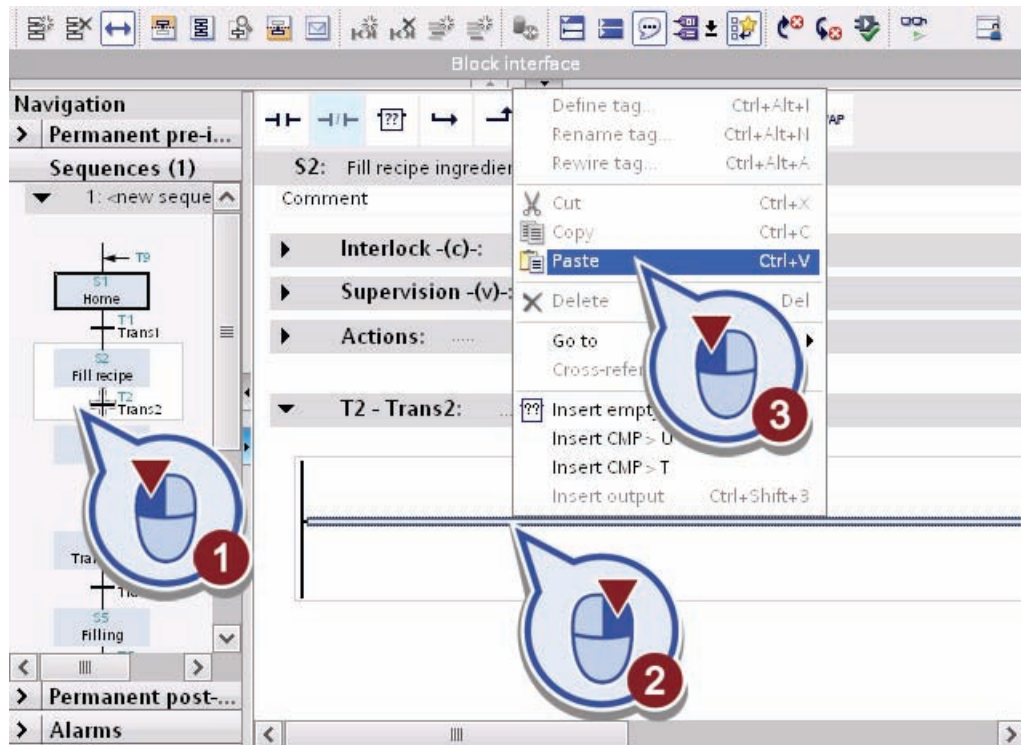 Block interface
Navigation
Permanent pre-i...
Sequences (1)
1: <new seque
T9
S1
Home
T1
Trans1
S2
Fill recipe
T2
Trans2
S5
Filling
Permanent post-...
Alarms
??
S2: Fill recipe ingredier
Comment
Interlock -(c)-:
Supervision -(v)-:
Actions: .....
T2 - Trans2:
Define tag... Ctrl+Alt+I
Rename tag... Ctrl+Alt+N
Rewire tag... Ctrl+Alt+A
Cut Ctrl+X
Copy Ctrl+C
Paste Ctrl+V
Delete Del
Go to
Cross-refer
?? Insert empty
Insert CMP>U
Insert CMP>T
Insert output Ctrl+Shift+3
1
2
3